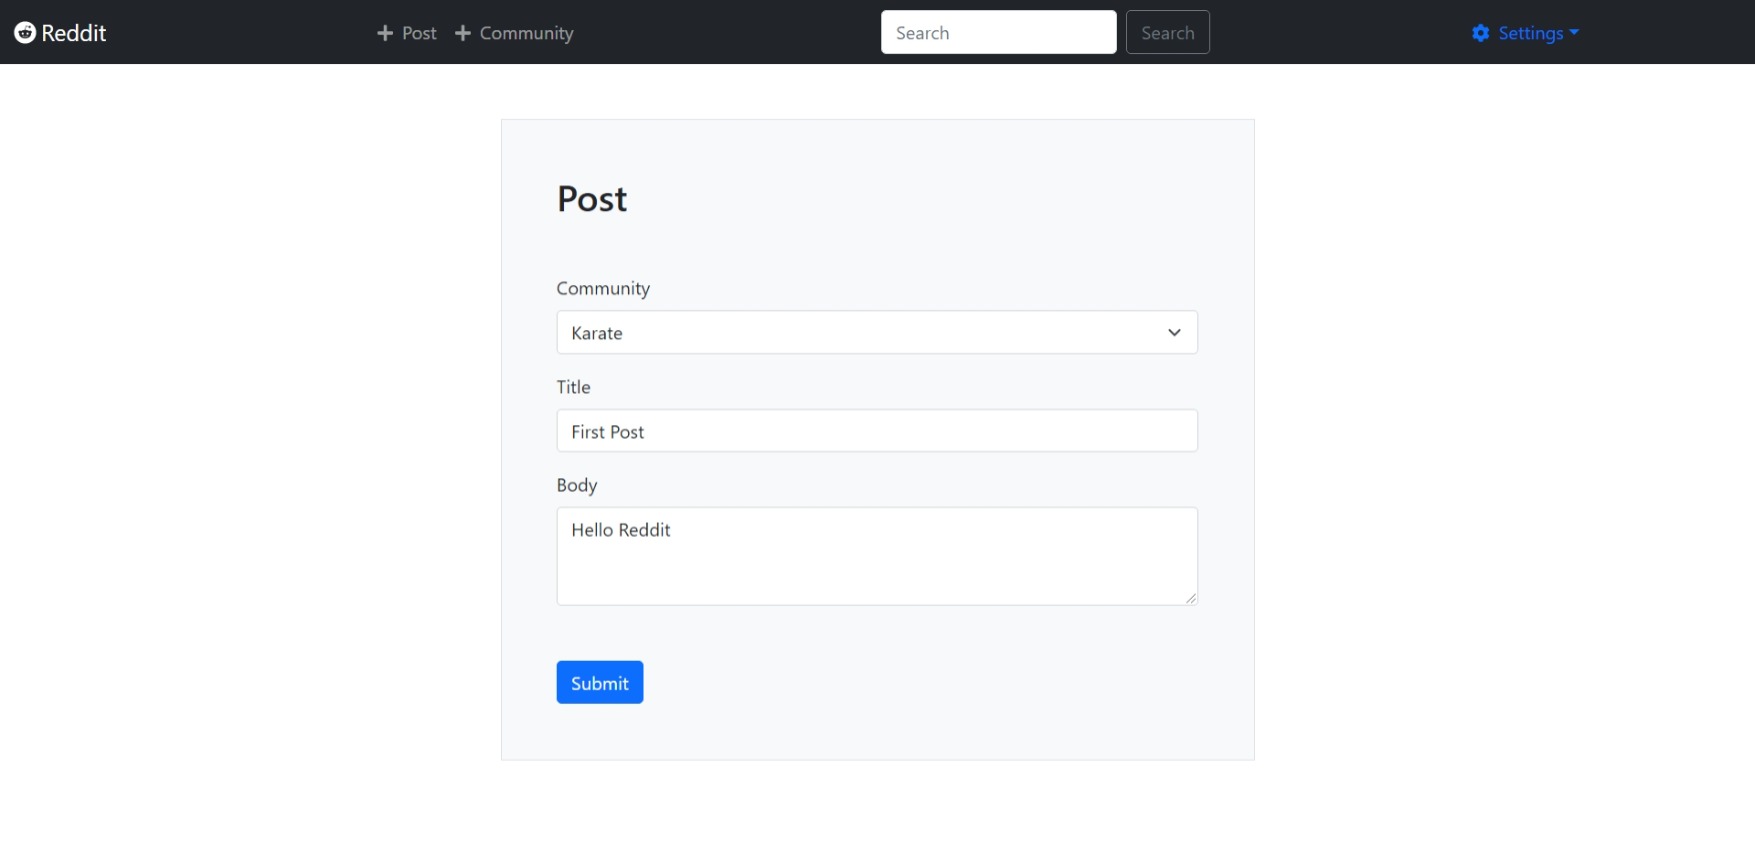 Reddit
Post
Community
Search
Search
Settings
Post
Community
Karate
Title
First Post
Body
Hello Reddit
Submit